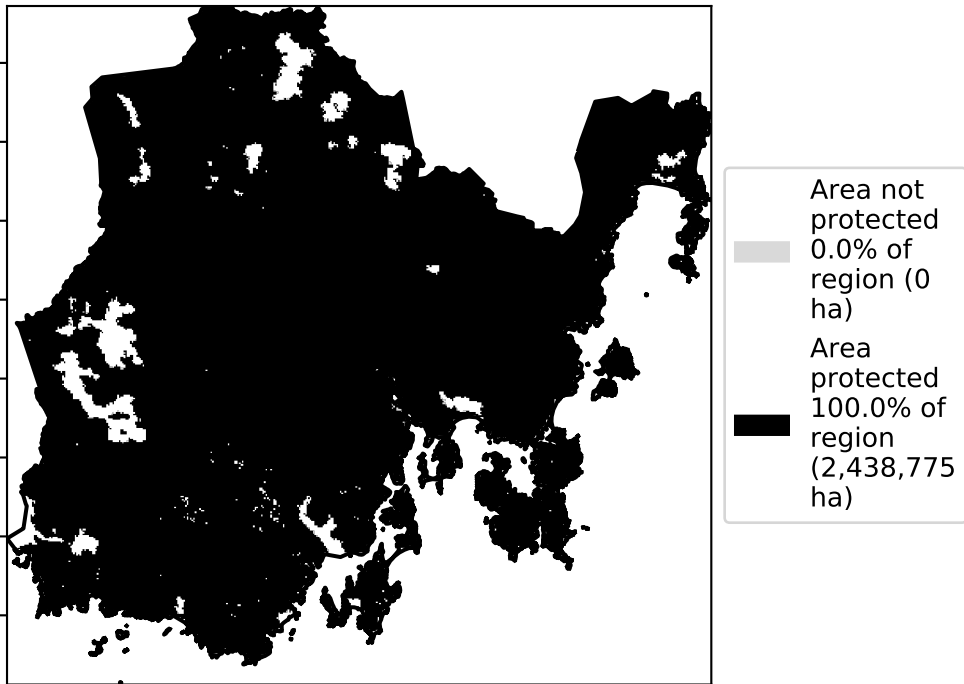 Area not
protected
0.0% of
region (0
ha)
Area
protected
100.0% of
region
(2,438,775
ha)